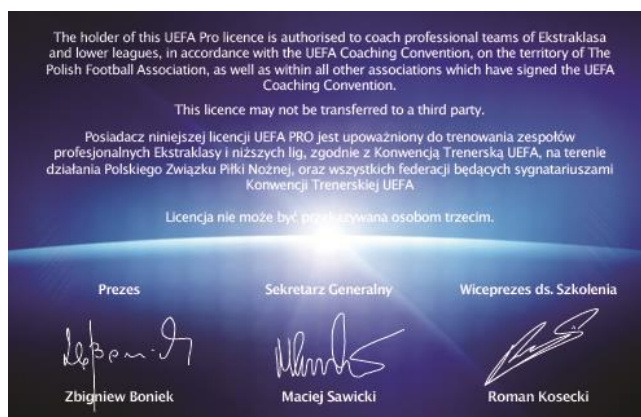 The holder of this UEFA Pro licence is authorised to coach professional teams of Ekstraklasa
and lower leagues, in accordance with the UEFA Coaching Convention, on the territory of The
Polish Football Association, as well as within all other associations which have signed the UEFA
Coaching Convention.
This licence may not be transferred to a third party.
Posiadacz niniejszej licencji UEFA PRO jest upoważniony do trenowania zespołów
profesjonalnych Ekstraklasy i niższych lig, zgodnie z Konwencją Trenerską UEFA, na terenie
działania Polskiego Związku Piłki Nożnej, oraz wszystkich federacji będących sygnatariuszami
Konwencji Trenerskiej UEFA
Licencja nie może być przekazywana osobom trzecim.
Prezes Sekretarz Generalny Wiceprezes ds. Szkolenia
Zbigniew Boniek Maciej Sawicki Roman Kosecki